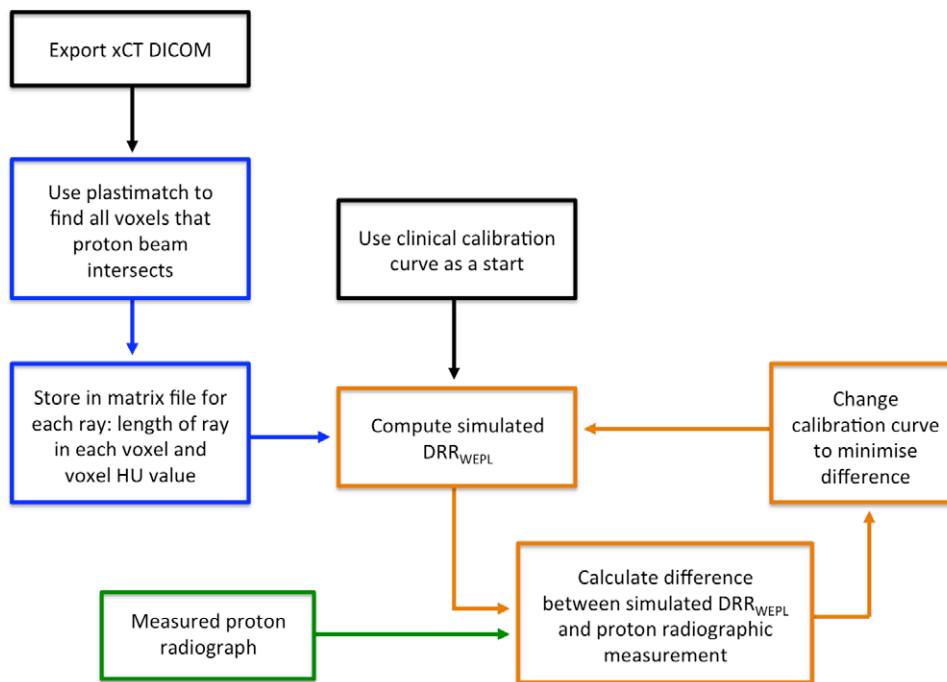 Export xCT DICOM
Use plastimatch to
find all voxels that
proton beam
intersects
Use clinical calibration
curve as a start
Store in matrix file for
each ray: length of ray
in each voxel and
voxel HU value
Compute simulated
DRR_WEPL
Change
calibration curve
to minimise
difference
Measured proton
radiograph
Calculate difference
between simulated DRR_WEPL
and proton radiographic
measurement